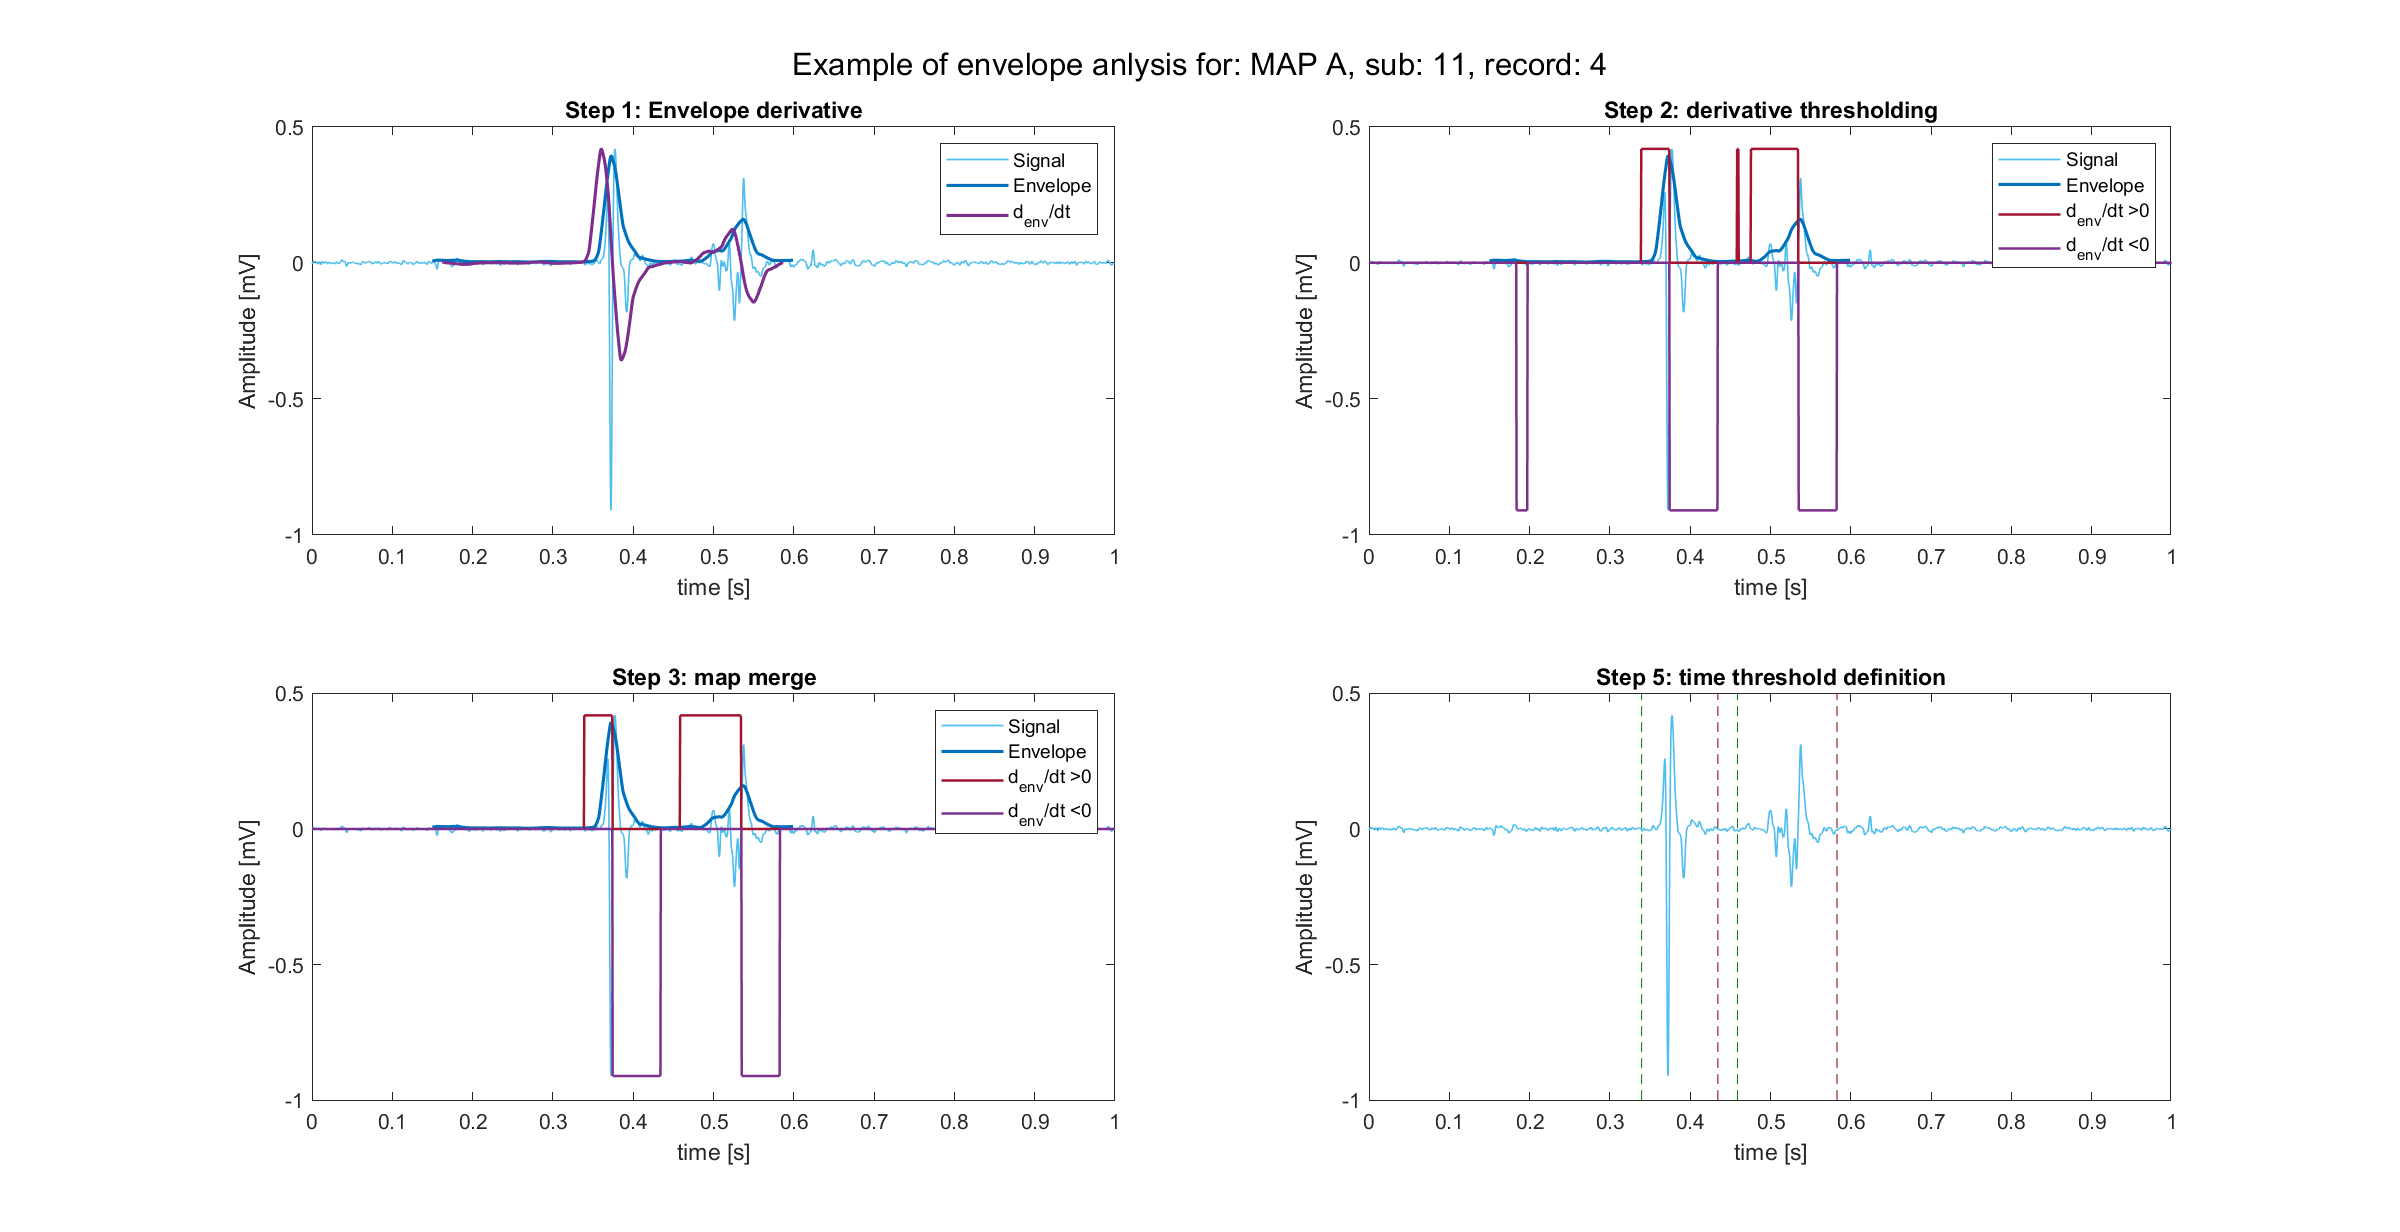 Example of envelope anlysis for: MAP A, sub: 11, record: 4
Step 1: Envelope derivative
Amplitude [mV]
0.5
0
-0.5
-1
0 0.1 0.2 0.3 0.4 0.5 0.6 0.7 0.8 0.9 1
time [s]
Signal
Envelope
d_env/dt
Step 2: derivative thresholding
Amplitude [mV]
0.5
0
-0.5
-1
0 0.1 0.2 0.3 0.4 0.5 0.6 0.7 0.8 0.9 1
time [s]
Signal
Envelope
d_env/dt >0
d_env/dt <0
Step 3: map merge
Amplitude [mV]
0.5
0
-0.5
-1
0 0.1 0.2 0.3 0.4 0.5 0.6 0.7 0.8 0.9 1
time [s]
Signal
Envelope
d_env/dt >0
d_env/dt <0
Step 5: time threshold definition
Amplitude [mV]
0.5
0
-0.5
-1
0 0.1 0.2 0.3 0.4 0.5 0.6 0.7 0.8 0.9 1
time [s]